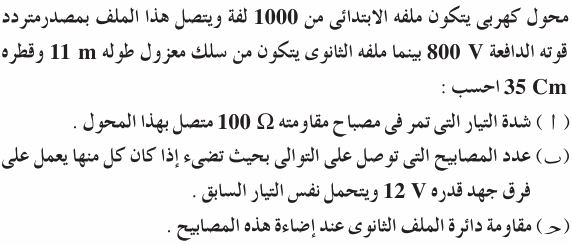 محول كهربى يتكون ملفه الابتدائى من 1000 لفة ويتصل هذا الملف بمصدرمتردد
قوته الدافعة 800 V بينما ملفه الثانوى يتكون من سلك معزول طوله 11 m وقطره
35 Cm احسب :
( أ ) شدة التيار التى تمر فى مصباح مقاومته 100 Ω متصل بهذا المحول .
(ب) عدد المصابيح التى توصل على التوالى بحيث تضىء إذا كان كل منها يعمل على
فرق جهد قدره 12 V ويتحمل نفس التيار السابق .
(جـ) مقاومة دائرة الملف الثانوى عند إضاءة هذه المصابيح .